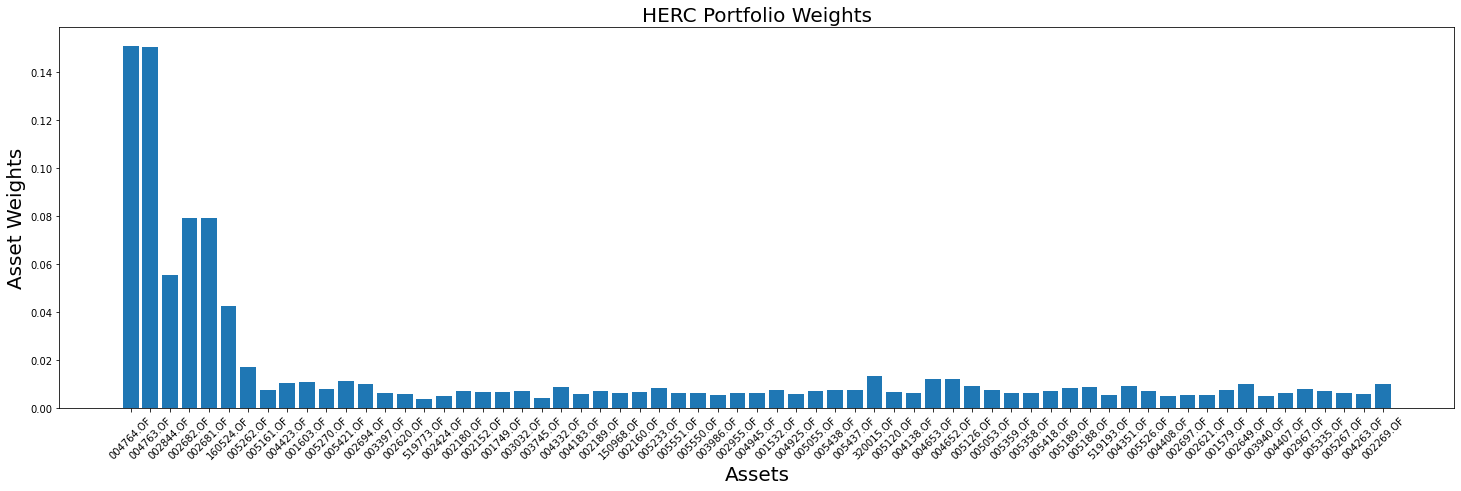 HERC Portfolio Weights
Asset Weights
0.14
0.12
0.10
0.08
0.06
0.04
0.02
0.00
004764.OF
004763.OF
002844.OF
002682.OF
002681.OF
160524.OF
005262.OF
005161.OF
004423.OF
001603.OF
005270.OF
005421.OF
002694.OF
003397.OF
002620.OF
519773.OF
002424.OF
002180.OF
002152.OF
001749.OF
003032.OF
003745.OF
004332.OF
004183.OF
002189.OF
150968.OF
002160.OF
005233.OF
005551.OF
005550.OF
003986.OF
002955.OF
004945.OF
001532.OF
004925.OF
005055.OF
005438.OF
005437.OF
320015.OF
005120.OF
004138.OF
004653.OF
004652.OF
005126.OF
005053.OF
005359.OF
005358.OF
005418.OF
005189.OF
005188.OF
519193.OF
004351.OF
005526.OF
004408.OF
002697.OF
002621.OF
001579.OF
002649.OF
003940.OF
004407.OF
002967.OF
005335.OF
005267.OF
004263.OF
002269.OF
Assets